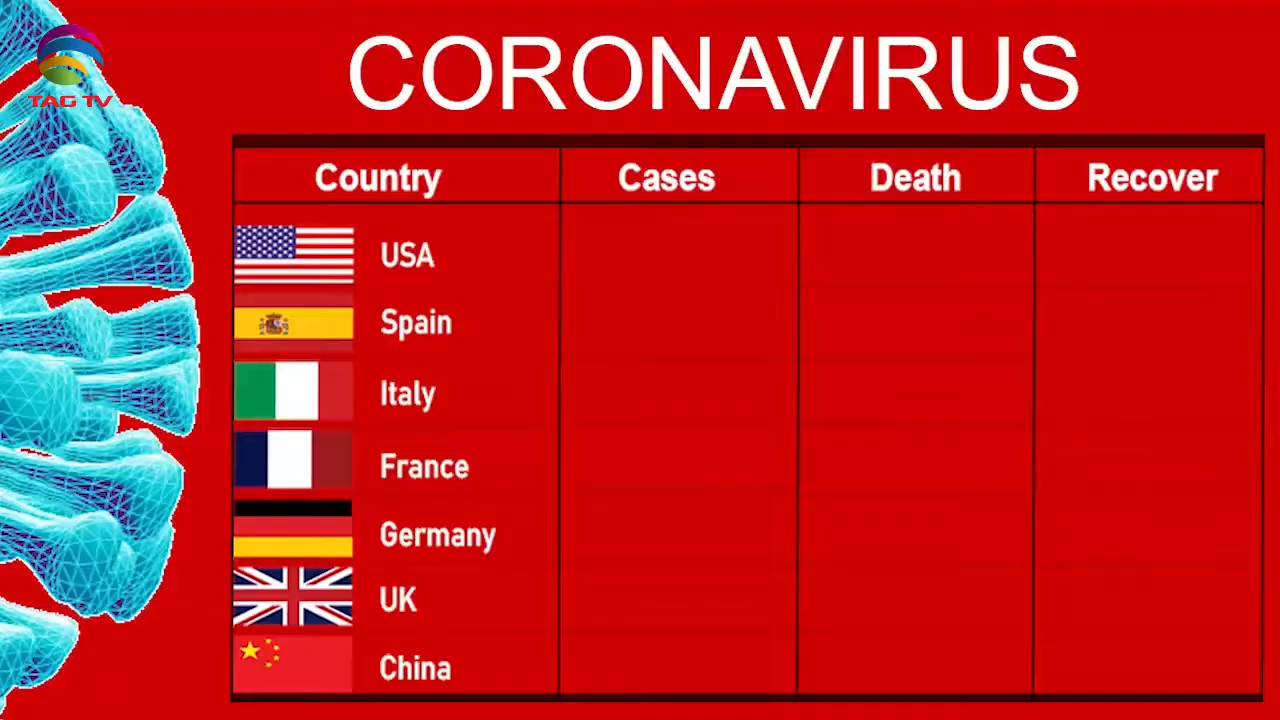 TAG TV
CORONAVIRUS
Country Cases Death Recover
USA
Spain
Italy
France
Germany
UK
China